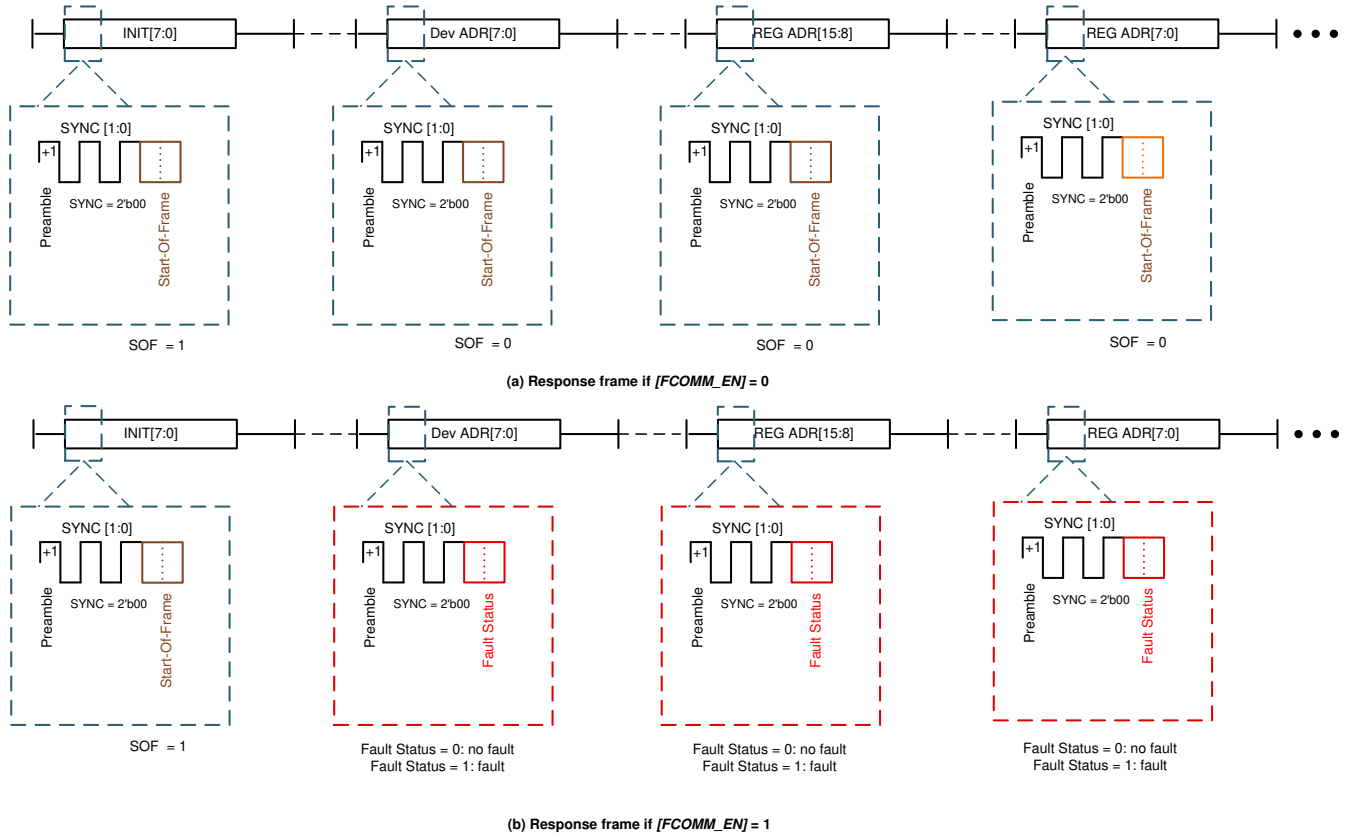 INIT[7:0]
Dev ADR[7:0]
REG ADR[15:8]
REG ADR[7:0]
SYNC [1:0]
+1
SYNC = 2'b00
Preamble
Start-Of-Frame
SOF = 1
SYNC [1:0]
+1
SYNC = 2'b00
Preamble
Start-Of-Frame
SOF = 0
SYNC [1:0]
+1
SYNC = 2'b00
Preamble
Start-Of-Frame
SOF = 0
SYNC [1:0]
+1
SYNC = 2'b00
Preamble
Start-Of-Frame
SOF = 0
(a) Response frame if [FCOMM_EN] = 0
INIT[7:0]
Dev ADR[7:0]
REG ADR[15:8]
REG ADR[7:0]
SYNC [1:0]
+1
SYNC = 2'b00
Preamble
Start-Of-Frame
SOF = 1
SYNC [1:0]
+1
SYNC = 2'b00
Preamble
Fault Status
Fault Status = 0: no fault
Fault Status = 1: fault
SYNC [1:0]
+1
SYNC = 2'b00
Preamble
Fault Status
Fault Status = 0: no fault
Fault Status = 1: fault
SYNC [1:0]
+1
SYNC = 2'b00
Preamble
Fault Status
Fault Status = 0: no fault
Fault Status = 1: fault
(b) Response frame if [FCOMM_EN] = 1